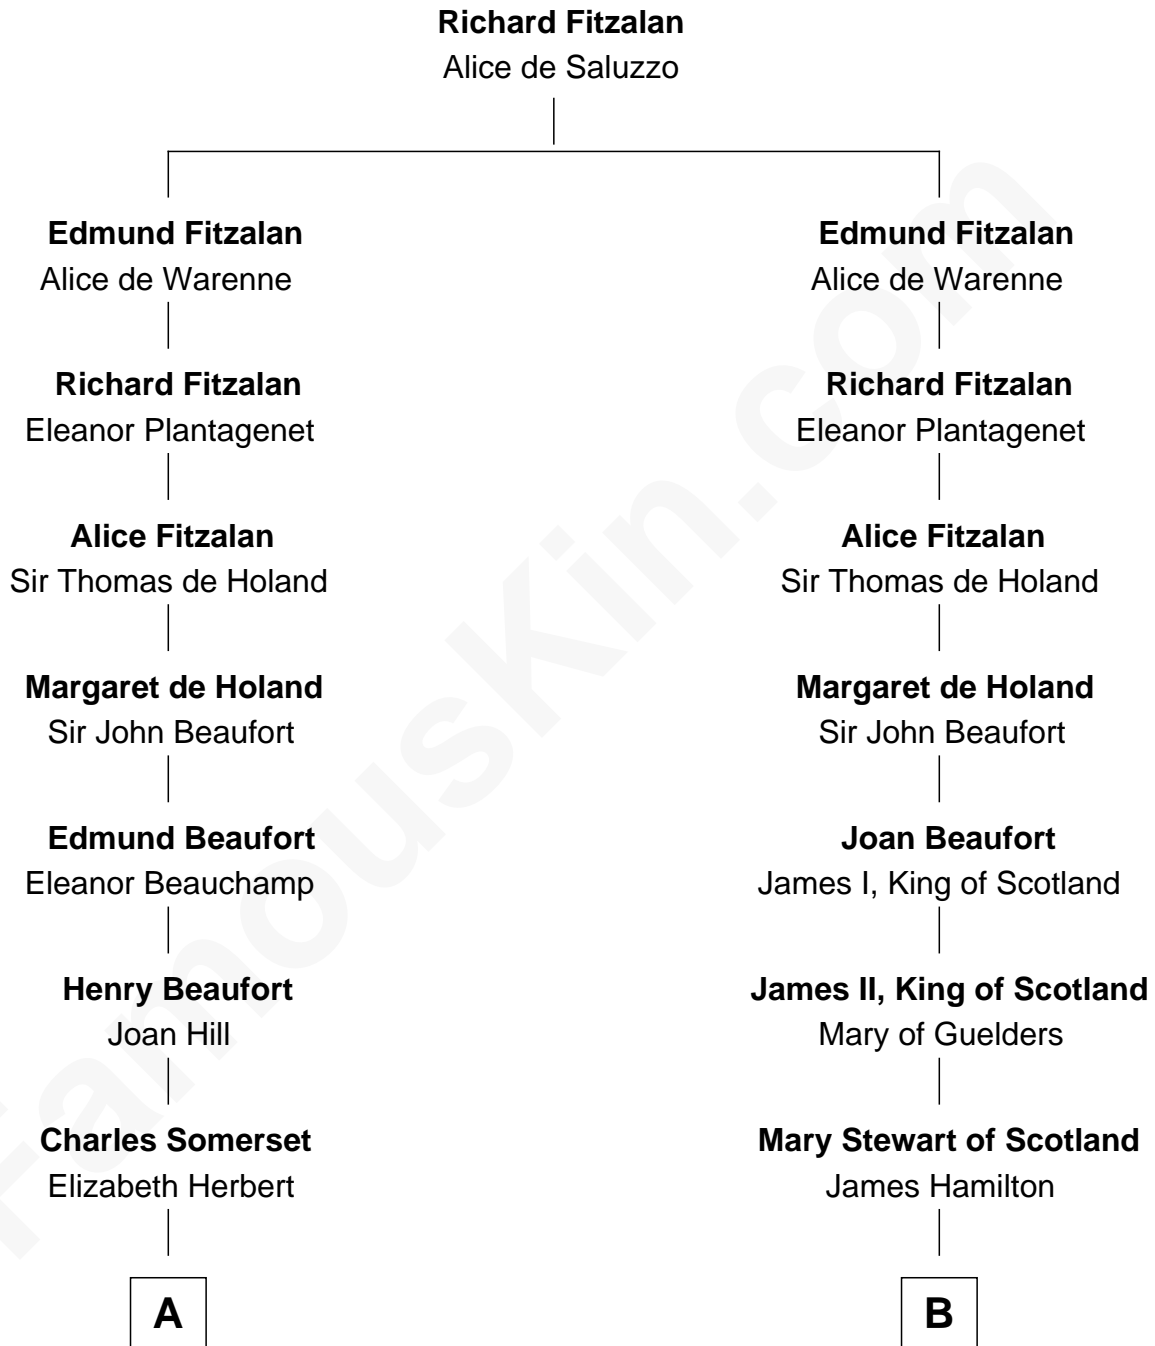 Richard Fitzalan
Alice de Saluzzo
Edmund Fitzalan
Alice de Warenne
Richard Fitzalan
Eleanor Plantagenet
Alice Fitzalan
Sir Thomas de Holand
Margaret de Holand
Sir John Beaufort
Edmund Beaufort
Eleanor Beauchamp
Henry Beaufort
Joan Hill
Charles Somerset
Elizabeth Herbert
A
Edmund Fitzalan
Alice de Warenne
Richard Fitzalan
Eleanor Plantagenet
Alice Fitzalan
Sir Thomas de Holand
Margaret de Holand
Sir John Beaufort
Joan Beaufort
James I, King of Scotland
James II, King of Scotland
Mary of Guelders
Mary Stewart of Scotland
James Hamilton
B
FamousKin.com